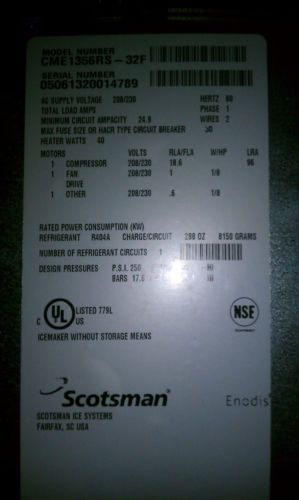 MODEL NUMBER
CME1356RS-32F
SERIAL NUMBER
05061320014789
AC SUPPLY VOLTAGE 208/230 HERTZ 60
TOTAL LOAD AMPS PHASE 1
MINIMUM CIRCUIT AMPACITY 24.9 WIRES 2
MAX FUSE SIZE OR HACR TYPE CIRCUIT BREAKER 30
HEATER WATTS 40
MOTORS VOLTS RLA/FLA W/HP LRA
1 COMPRESSOR 208/230 18.6 96
1 FAN 208/230 1 1/8
DRIVE
1 OTHER 208/230 .6 1/8
RATED POWER CONSUMPTION (KW)
REFRIGERANT R404A CHARGE/CIRCUIT 298 OZ 8150 GRAMS
NUMBER OF REFRIGERANT CIRCUITS 1
DESIGN PRESSURES P.S.I. 250 HI
BARS 17.6 HI
C UL LISTED 779L
NSF
ICEMAKER WITHOUT STORAGE MEANS
Scotsman®
Enodis
SCOTSMAN ICE SYSTEMS
FAIRFAX, SC USA